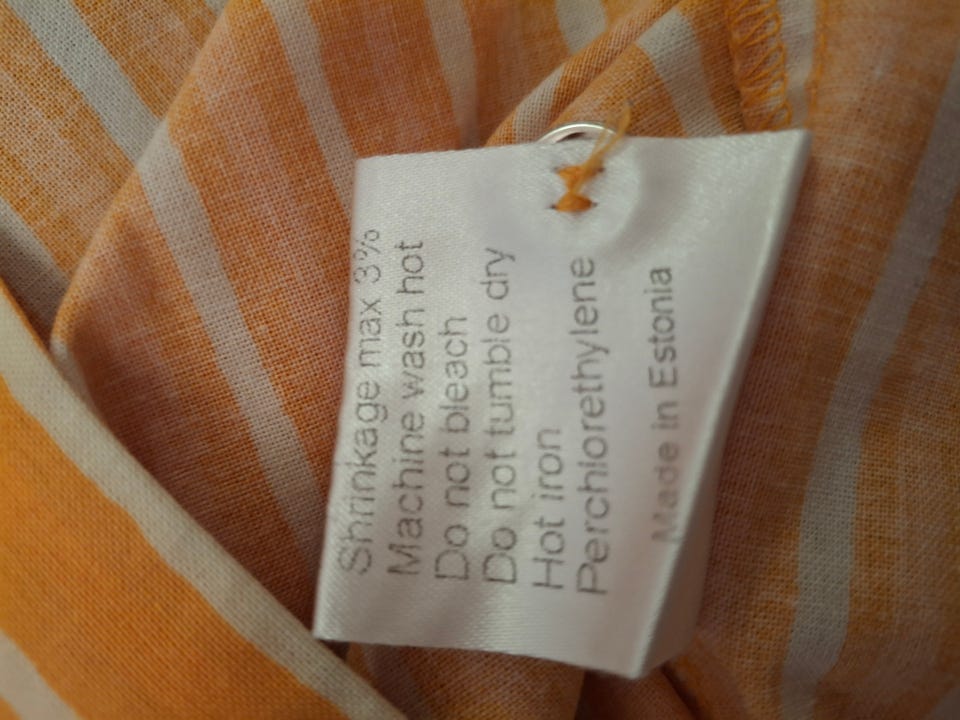 Shrinkage max 3%
Machine wash hot
Do not bleach
Do not tumble dry
Hot iron
Perchlorethylene
Made in Estonia